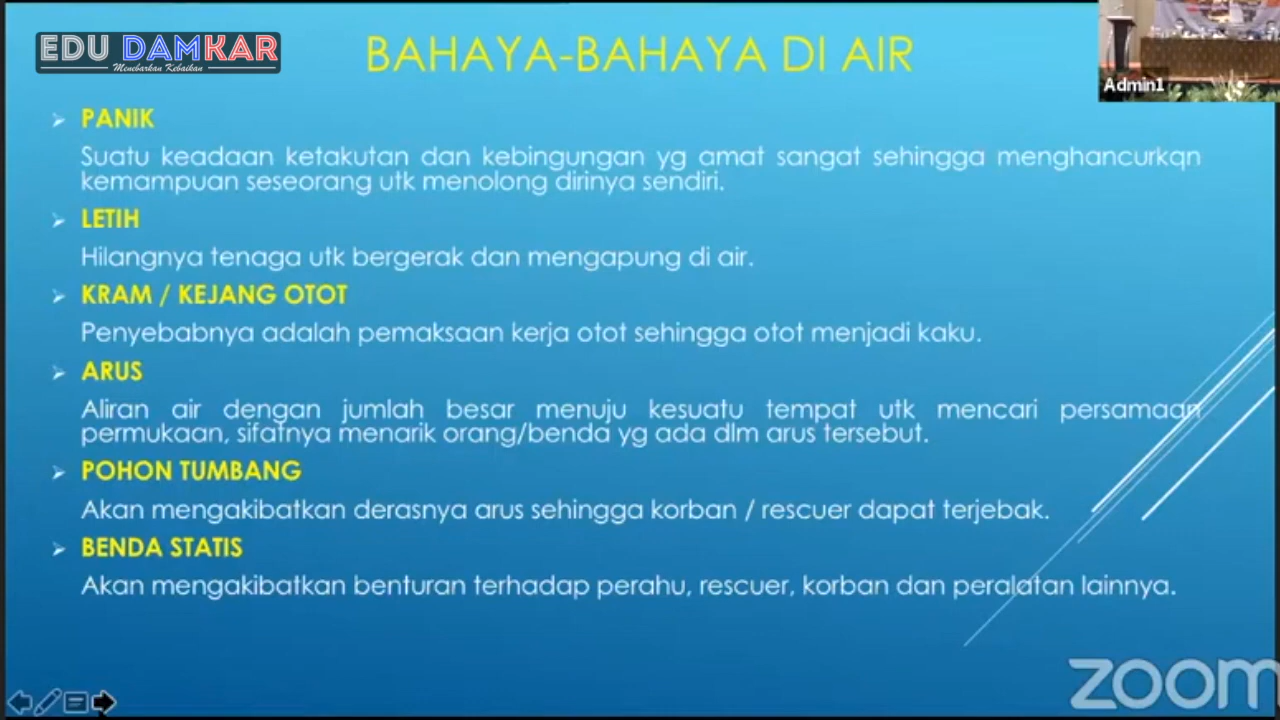 EDU DAMKAR
Menebarkan Kebaikan
BAHAYA-BAHAYA DI AIR
Admin1
PANIK
Suatu keadaan ketakutan dan kebingungan yg amat sangat sehingga menghancurkqn
kemampuan seseorang utk menolong dirinya sendiri.
LETIH
Hilangnya tenaga utk bergerak dan mengapung di air.
KRAM / KEJANG OTOT
Penyebabnya adalah pemaksaan kerja otot sehingga otot menjadi kaku.
ARUS
Aliran air dengan jumlah besar menuju kesuatu tempat utk mencari persamaan
permukaan, sifatnya menarik orang/benda yg ada dlm arus tersebut.
POHON TUMBANG
Akan mengakibatkan derasnya arus sehingga korban / rescuer dapat terjebak.
BENDA STATIS
Akan mengakibatkan benturan terhadap perahu, rescuer, korban dan peralatan lainnya.
zoom